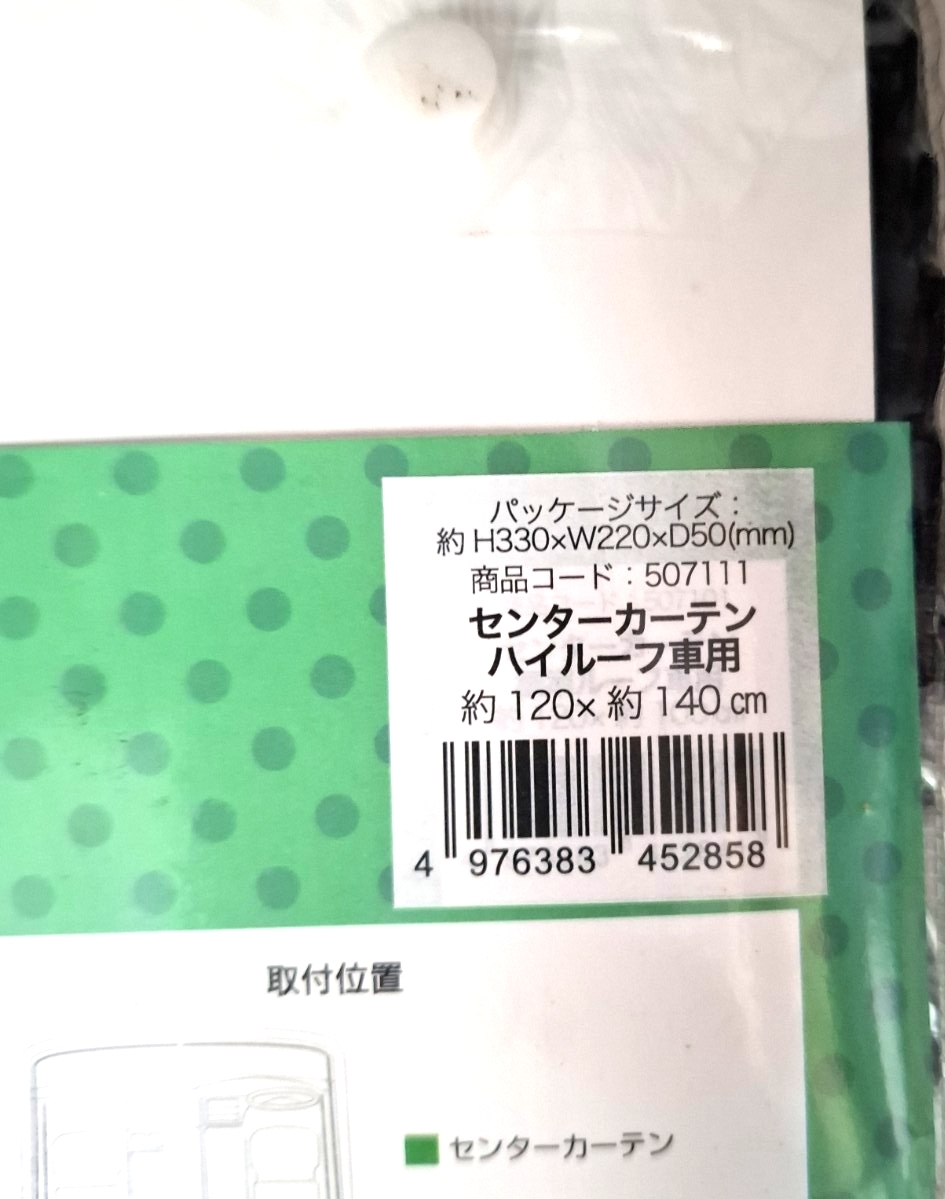 パッケージサイズ：
約 H330×W220×D50(mm)
商品コード：507111
センターカーテン
ハイルーフ車用
約 120× 約 140 cm
4 976383 452858
取付位置
センターカーテン